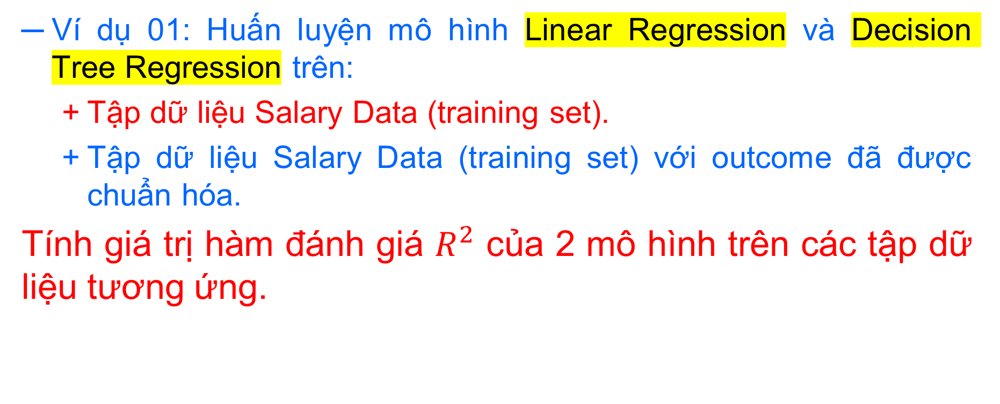 ─ Ví dụ 01: Huấn luyện mô hình Linear Regression và Decision
Tree Regression trên:
+ Tập dữ liệu Salary Data (training set).
+ Tập dữ liệu Salary Data (training set) với outcome đã được
chuẩn hóa.
Tính giá trị hàm đánh giá R² của 2 mô hình trên các tập dữ
liệu tương ứng.